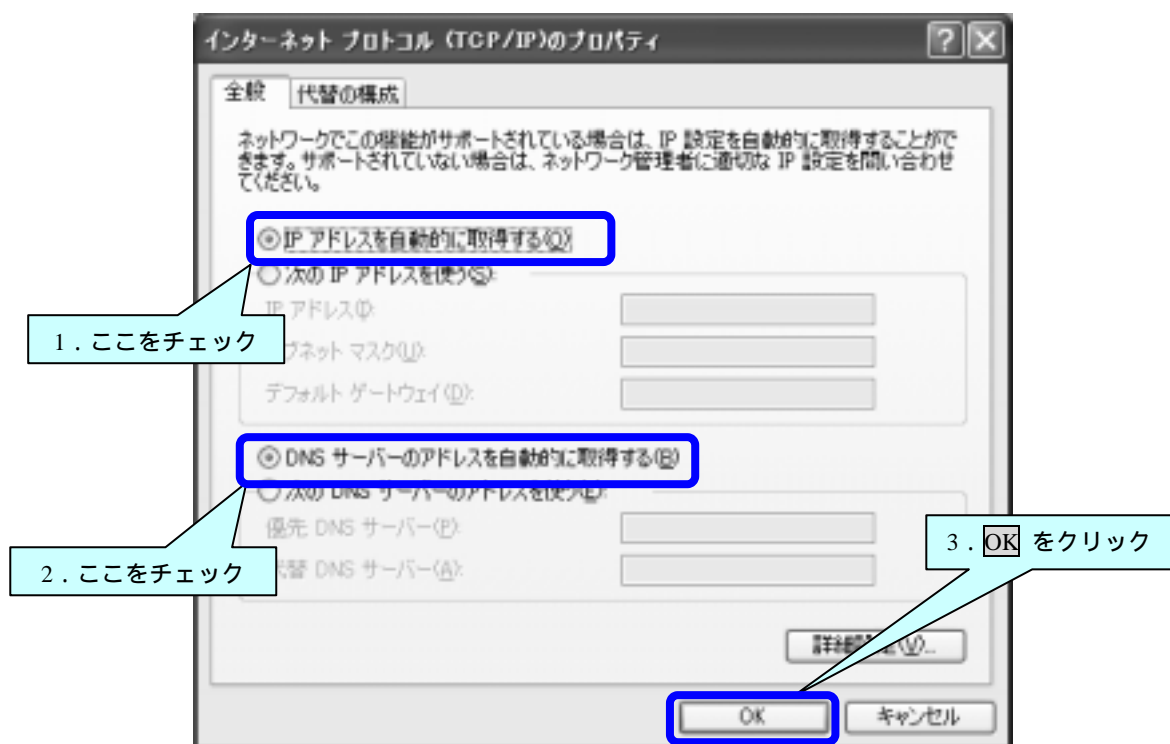 インターネット プロトコル (TCP/IP)のプロパティ
全般
代替の構成
ネットワークでこの機能がサポートされている場合は、IP 設定を自動的に取得することがで
きます。サポートされていない場合は、ネットワーク管理者に適切な IP 設定を問い合わせ
てください。
IP アドレスを自動的に取得する(O)
次の IP アドレスを使う(S):
IP アドレス(I):
1．ここをチェック
ブネット マスク(U):
デフォルト ゲートウェイ(D):
DNS サーバーのアドレスを自動的に取得する(B)
次の DNS サーバーのアドレスを使う(E):
優先 DNS サーバー(P):
3．OK をクリック
2．ここをチェック
替 DNS サーバー(A):
(V)...
OK
キャンセル